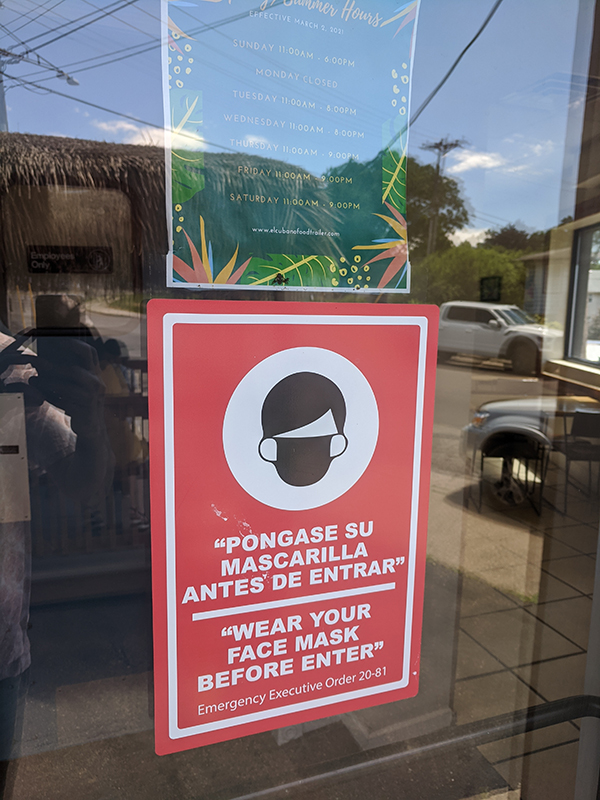 Summer Hours
EFFECTIVE MARCH 2, 2021
SUNDAY 11:00AM - 6:00PM
MONDAY CLOSED
TUESDAY 11:00AM - 8:00PM
WEDNESDAY 11:00AM - 8:00PM
THURSDAY 11:00AM - 9:00PM
FRIDAY 11:00AM - 9:00PM
SATURDAY 11:00AM - 9:00PM
www.elcubanofoodtrailer.com
Employees
Only
“PONGASE SU
MASCARILLA
ANTES DE ENTRAR”
“WEAR YOUR
FACE MASK
BEFORE ENTER”
Emergency Executive Order 20-81